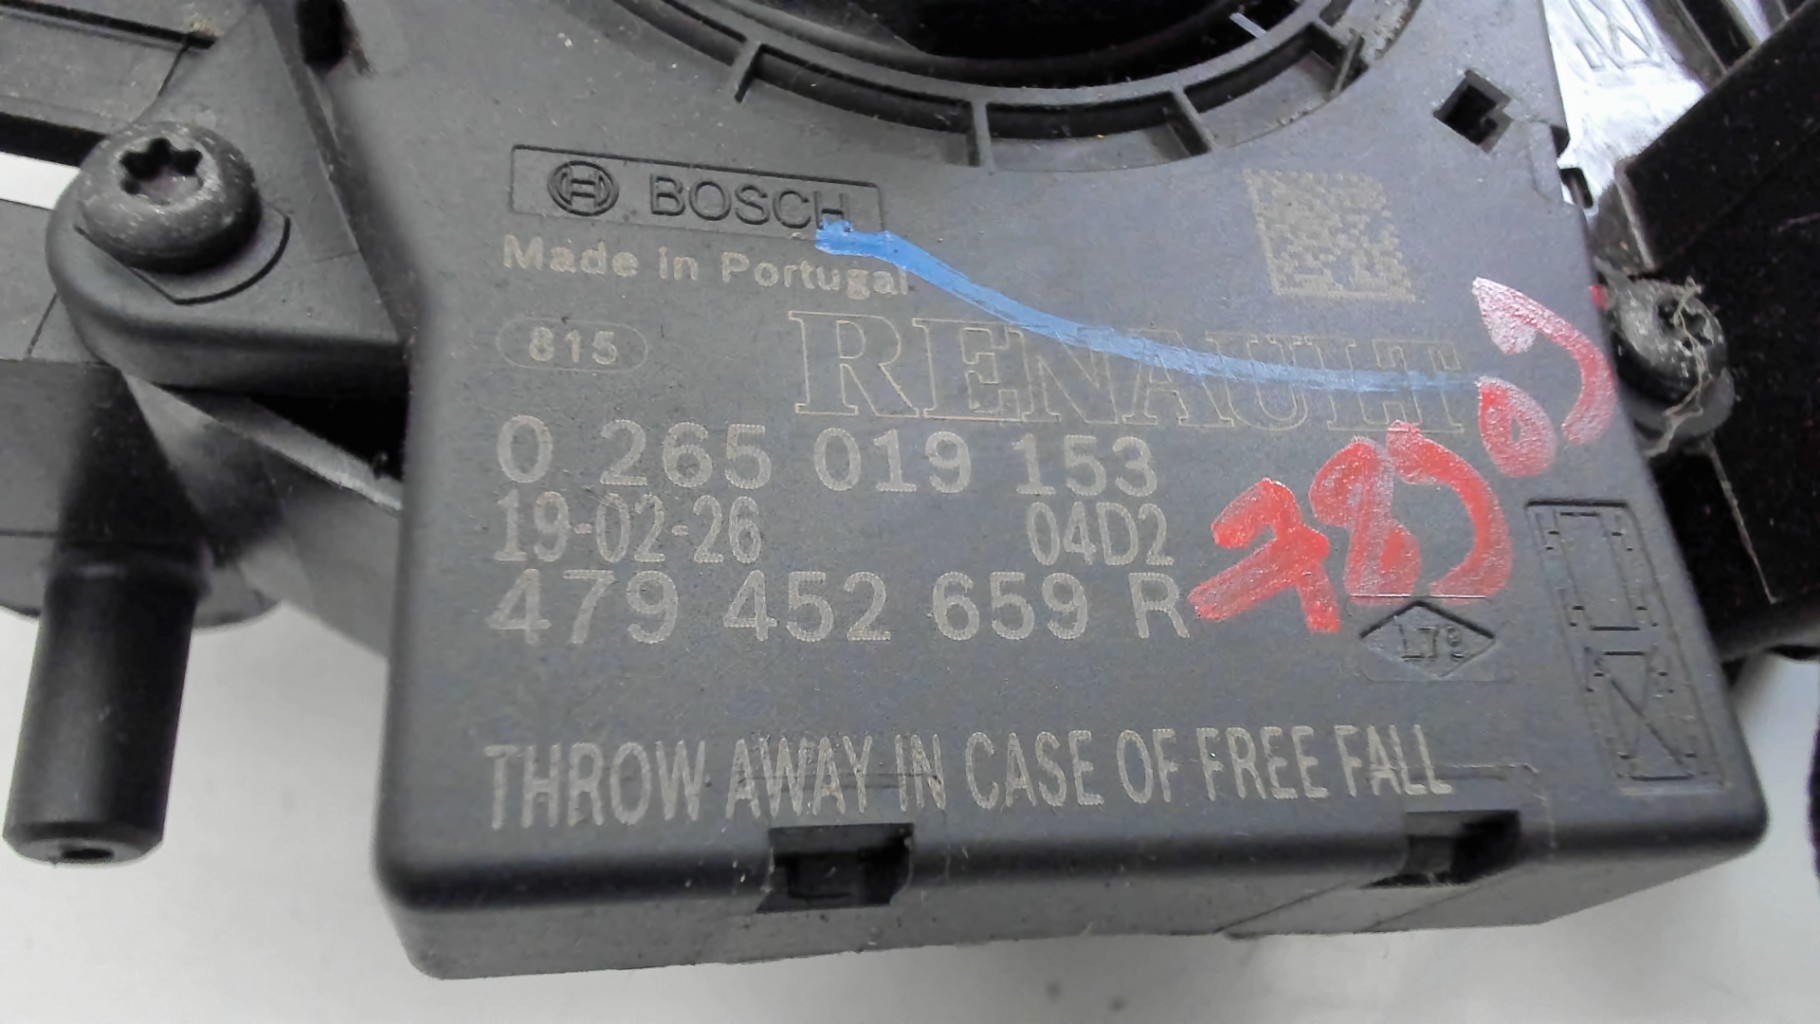 BOSCH
Made in Portugal
815
RENAULT
0 265 019 153
19-02-26 04D2
479 452 659 R
L79
THROW AWAY IN CASE OF FREE FALL